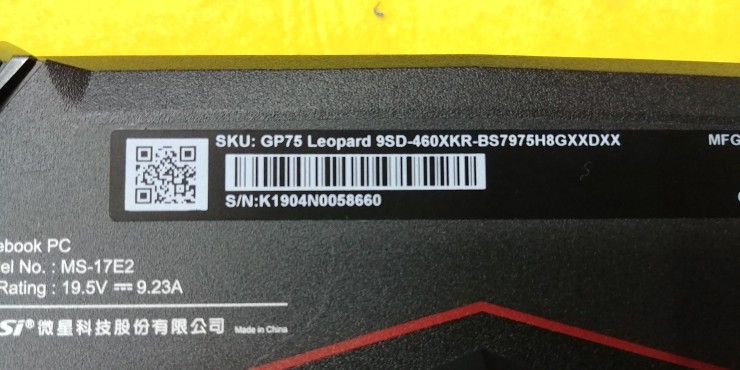 SKU: GP75 Leopard 9SD-460XKR-BS7975H8GXXDXX
MFG
S/N:K1904N0058660
ebook PC
el No. : MS-17E2
Rating : 19.5V ⎓ 9.23A
Si® 微星科技股份有限公司 Made in China